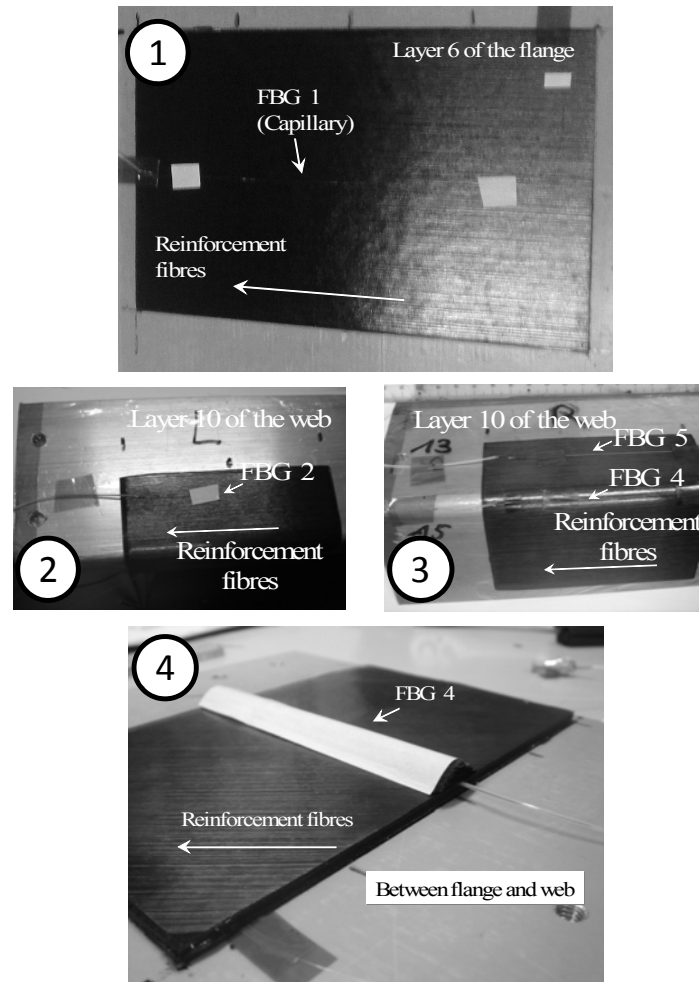 1
Layer 6 of the flange
FBG 1
(Capillary)
Reinforcement
fibres
Layer 10 of the web
L
FBG 2
Reinforcement
fibres
2
Layer 10 of the web
13
FBG 5
FBG 4
15
Reinforcement
fibres
3
4
FBG 4
Reinforcement fibres
Between flange and web